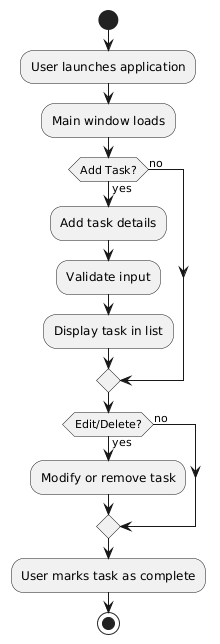 User launches application
Main window loads
Add Task?
no
yes
Add task details
Validate input
Display task in list
Edit/Delete?
no
yes
Modify or remove task
User marks task as complete